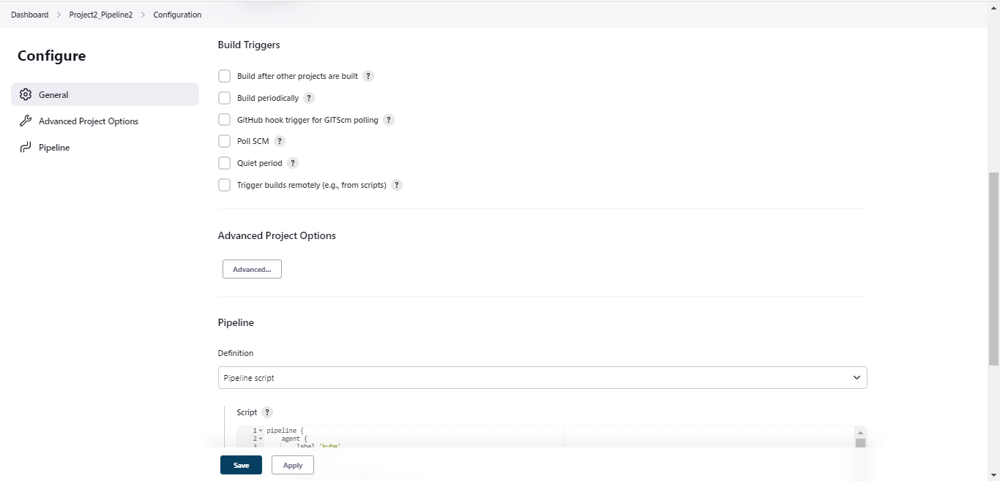 Dashboard > Project2_Pipeline2 > Configuration
Configure
General
Advanced Project Options
Pipeline
Build Triggers
Build after other projects are built ?
Build periodically ?
GitHub hook trigger for GITScm polling ?
Poll SCM ?
Quiet period ?
Trigger builds remotely (e.g., from scripts) ?
Advanced Project Options
Advanced...
Pipeline
Definition
Pipeline script
Script ?
1 pipeline {
2 agent {
3 label 'kube'
Save
Apply